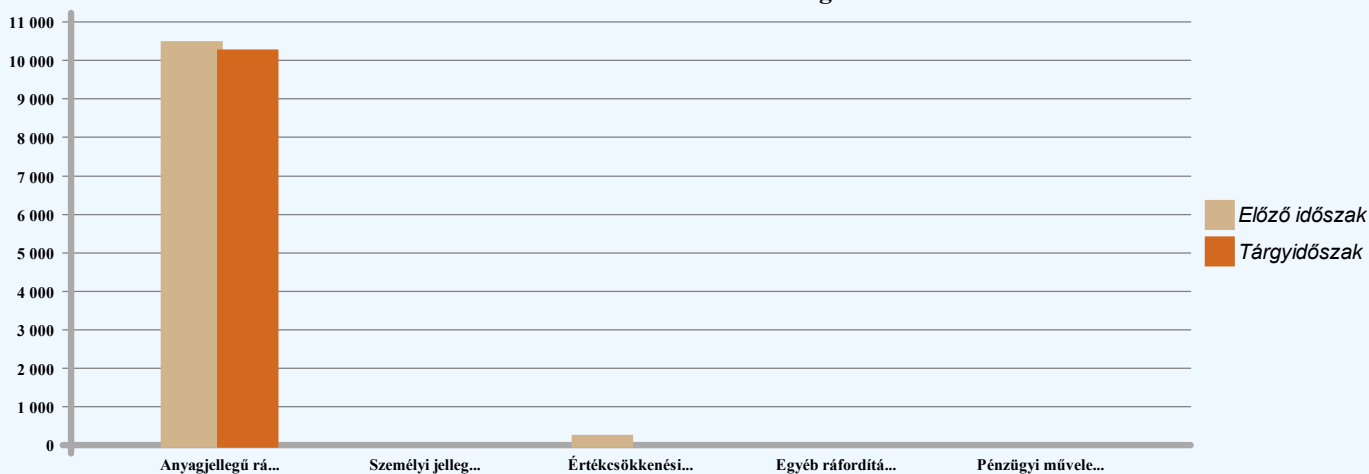 11 000
10 000
9 000
8 000
7 000
6 000
5 000
4 000
3 000
2 000
1 000
0
Anyagjellegű rá...
Személyi jelleg...
Értékcsökkenési...
Egyéb ráfordítá...
Pénzügyi művele...
Előző időszak
Tárgyidőszak